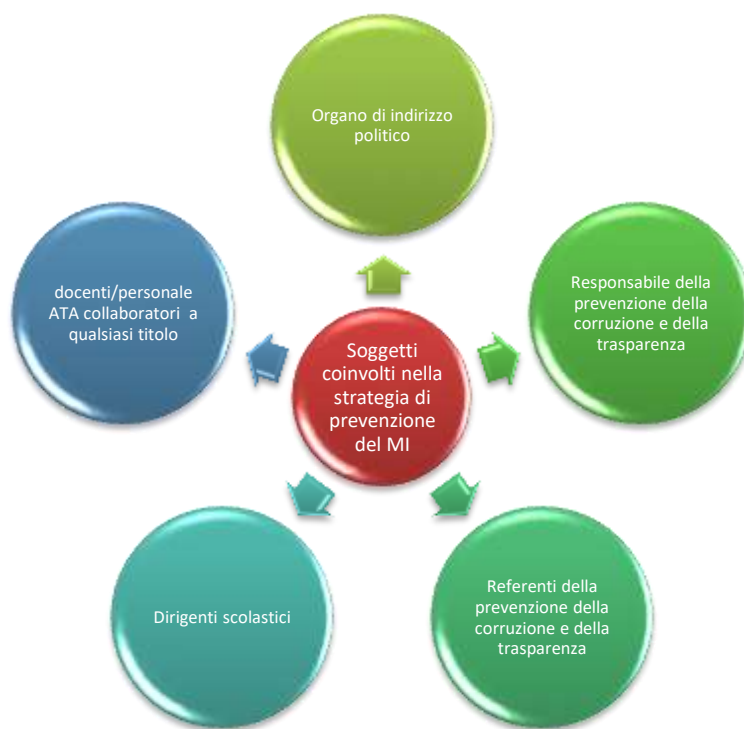 Organo di indirizzo
politico
Responsabile della
prevenzione della
corruzione e della
trasparenza
Referenti della
prevenzione della
corruzione e della
trasparenza
Dirigenti scolastici
docenti/personale
ATA collaboratori a
qualsiasi titolo
Soggetti
coinvolti nella
strategia di
prevenzione
del MI